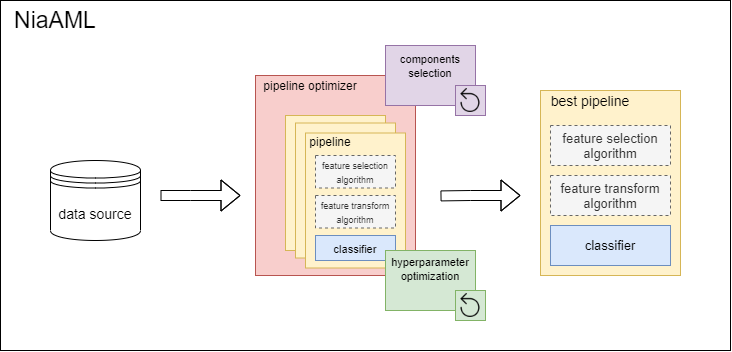 NiaAML
components
selection
pipeline optimizer
pipeline
feature selection
algorithm
feature transform
algorithm
classifier
hyperparameter
optimization
data source
best pipeline
feature selection
algorithm
feature transform
algorithm
classifier